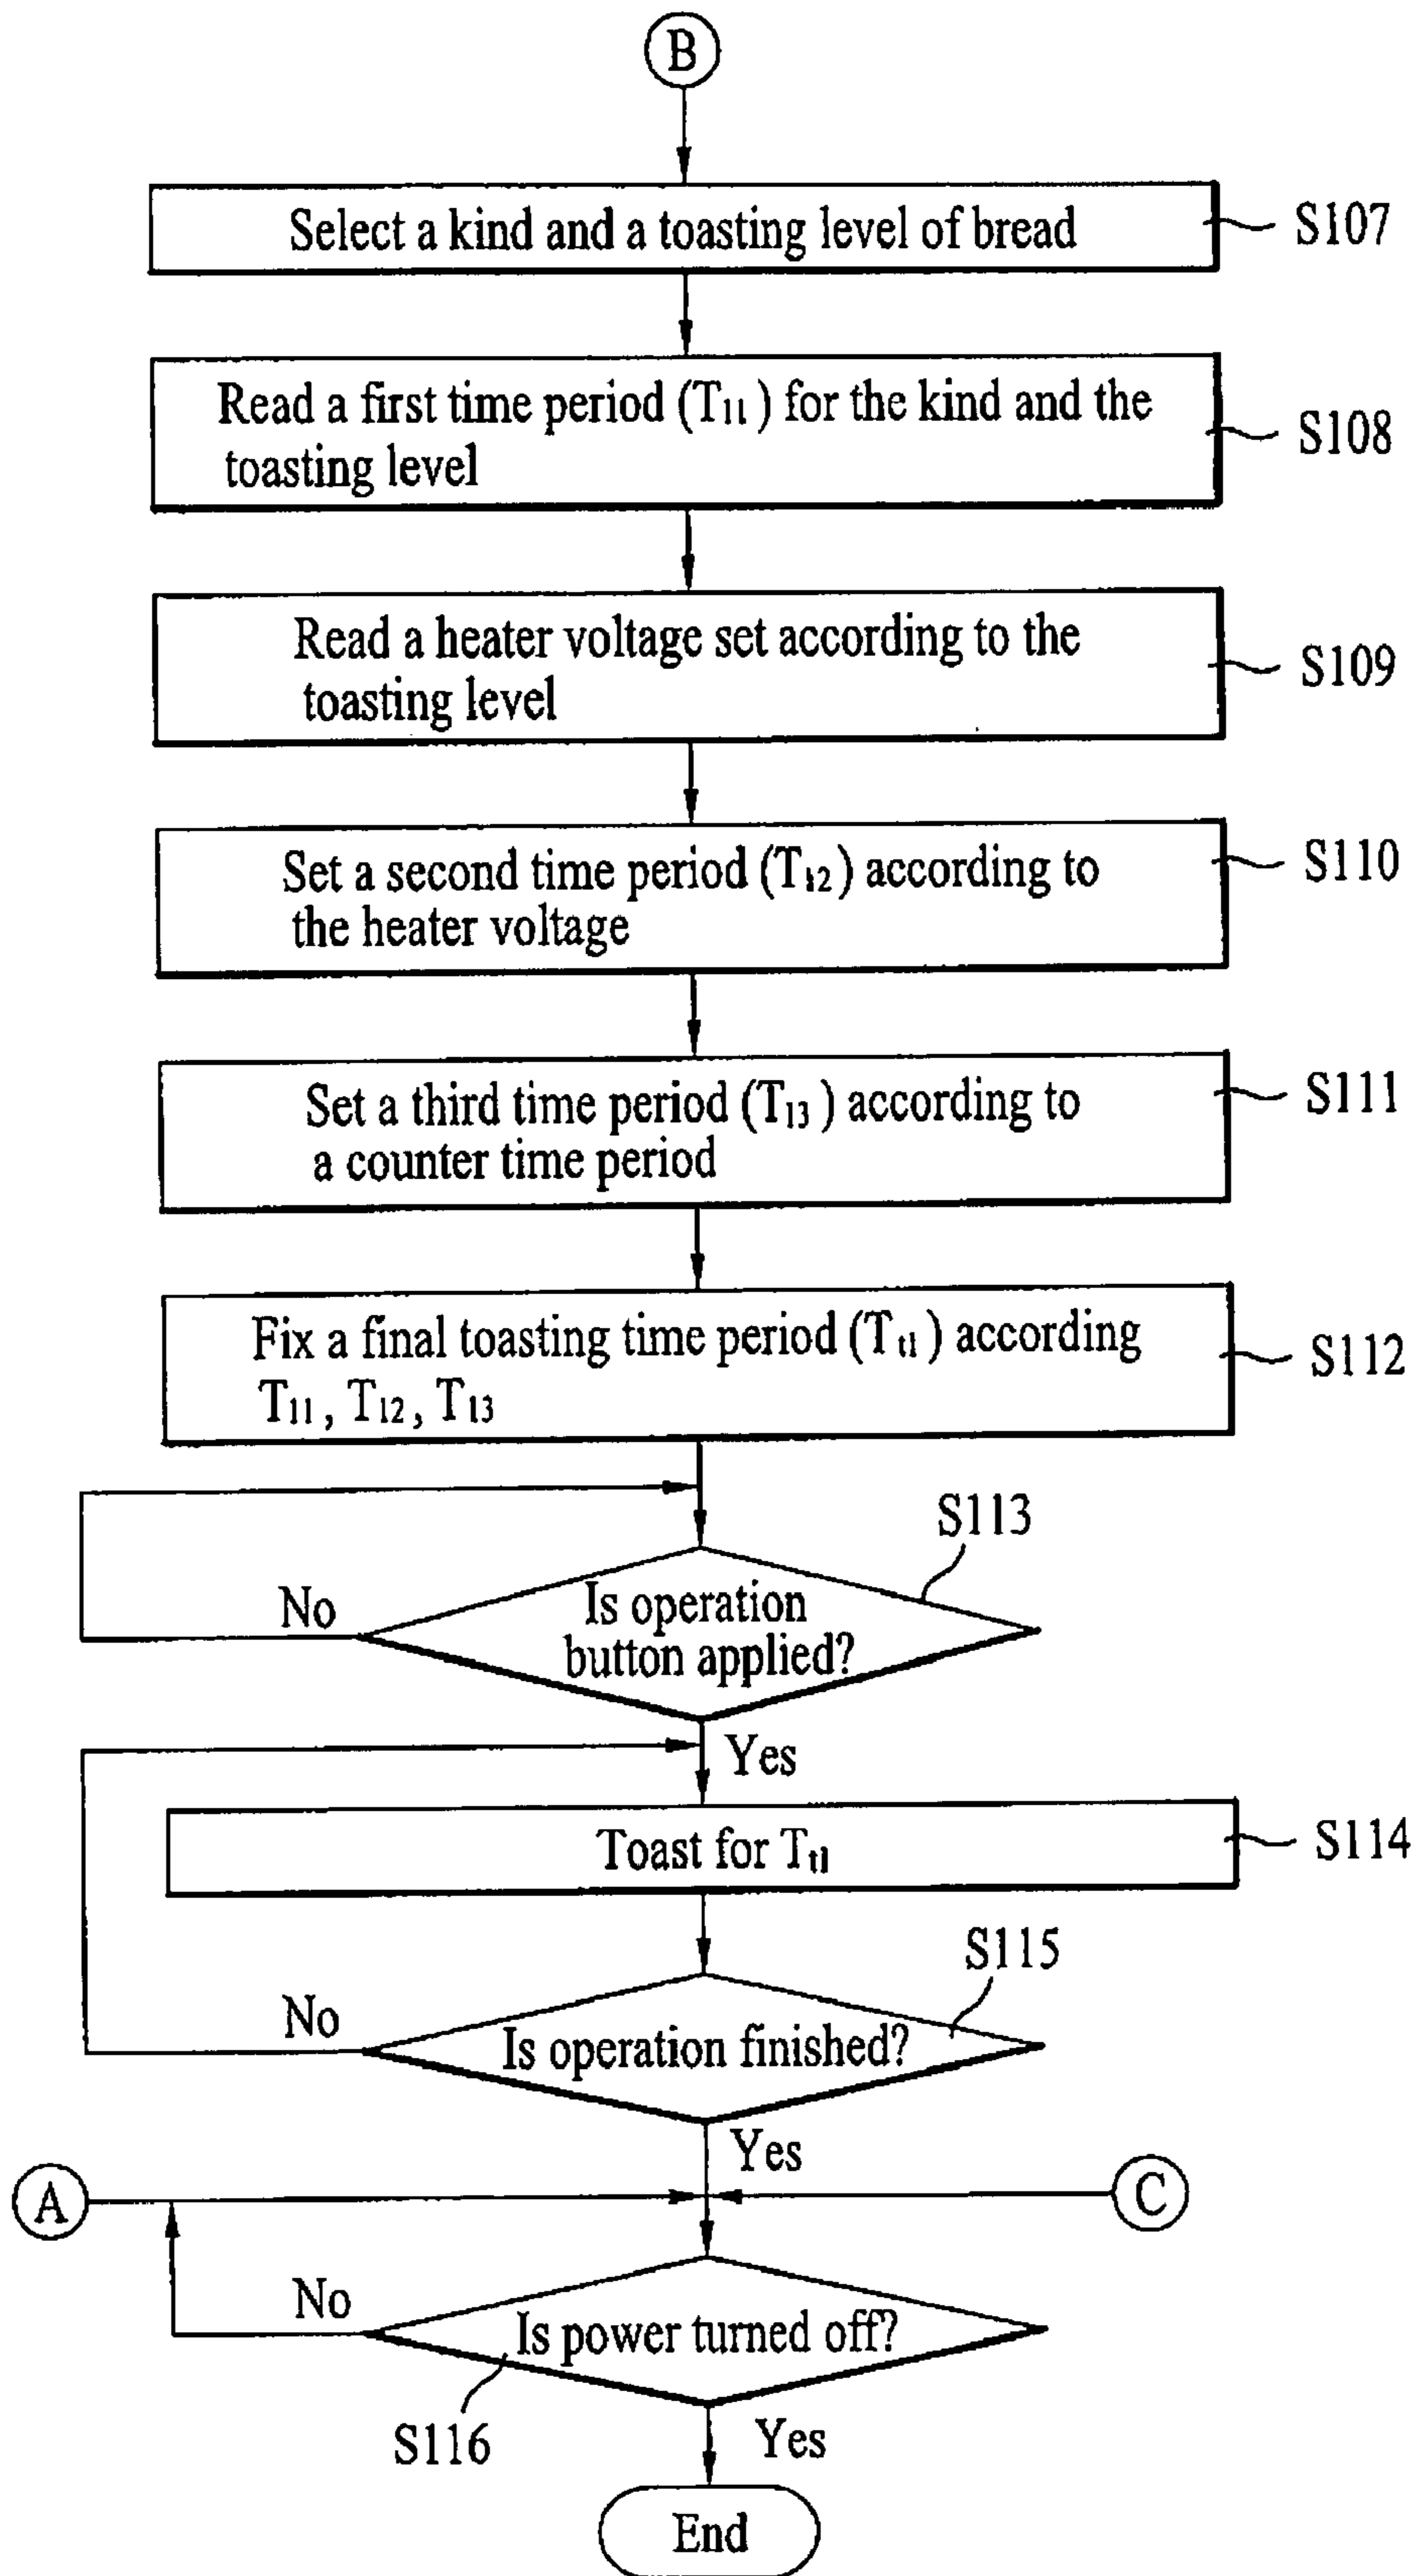 B
Select a kind and a toasting level of bread
S107
Read a first time period (T₁₁) for the kind and the
toasting level
S108
Read a heater voltage set according to the
toasting level
S109
Set a second time period (T₁₂) according to
the heater voltage
S110
Set a third time period (T₁₃) according to
a counter time period
S111
Fix a final toasting time period (Tₜₗ) according
T₁₁, T₁₂, T₁₃
S112
S113
No
Is operation
button applied?
Yes
Toast for Tₜₗ
S114
S115
No
Is operation finished?
Yes
A
C
No
Is power turned off?
S116
Yes
End